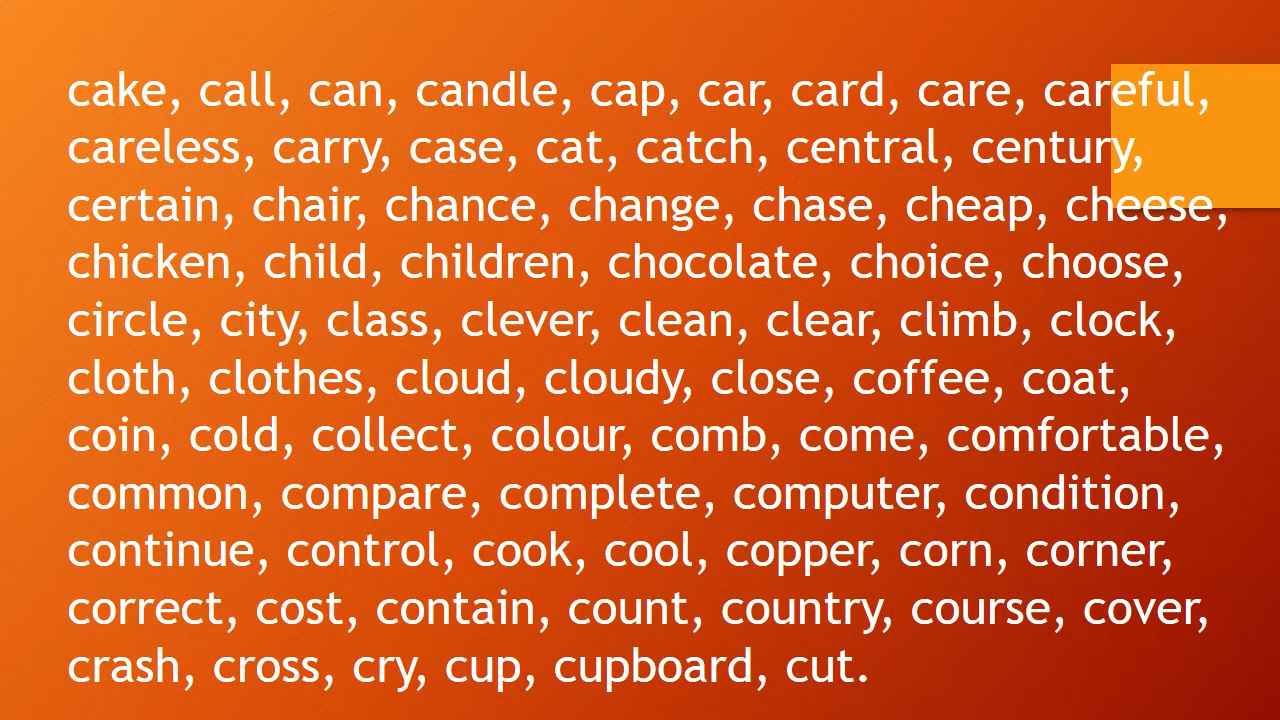 cake, call, can, candle, cap, car, card, care, careful,
careless, carry, case, cat, catch, central, century,
certain, chair, chance, change, chase, cheap, cheese,
chicken, child, children, chocolate, choice, choose,
circle, city, class, clever, clean, clear, climb, clock,
cloth, clothes, cloud, cloudy, close, coffee, coat,
coin, cold, collect, colour, comb, come, comfortable,
common, compare, complete, computer, condition,
continue, control, cook, cool, copper, corn, corner,
correct, cost, contain, count, country, course, cover,
crash, cross, cry, cup, cupboard, cut.